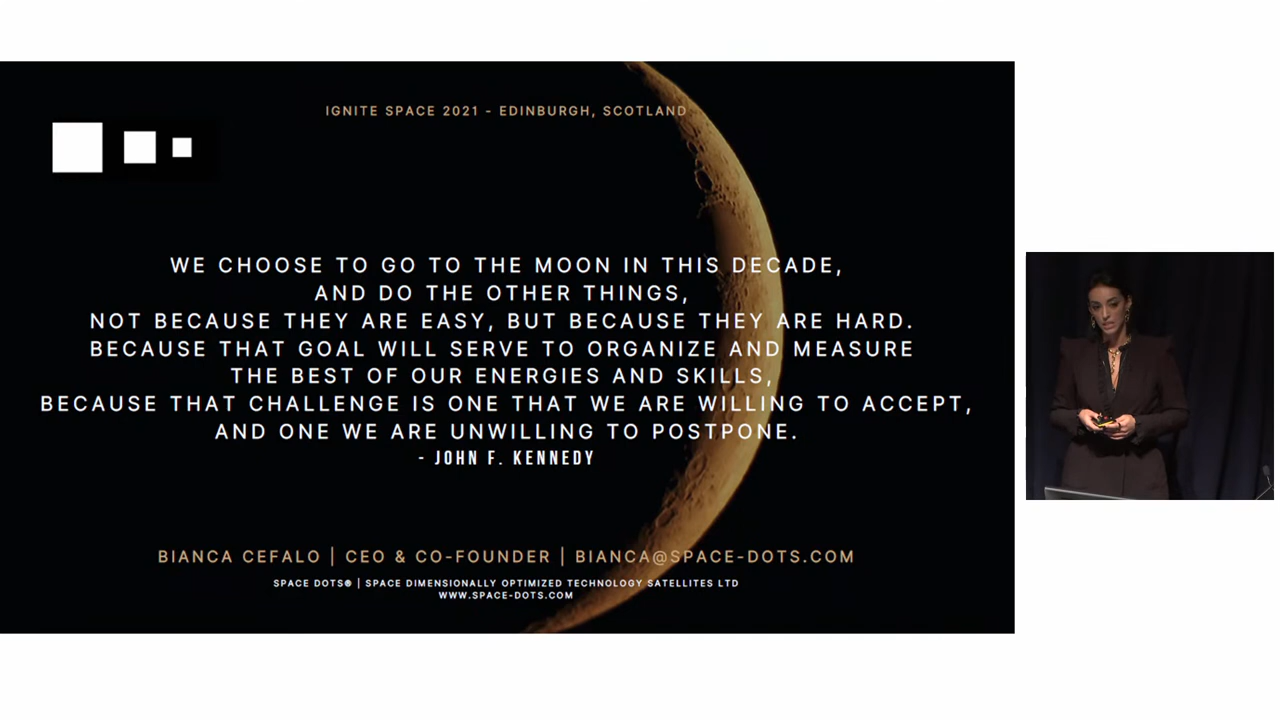 IGNITE SPACE 2021 - EDINBURGH, SCOTLAND
WE CHOOSE TO GO TO THE MOON IN THIS DECADE,
AND DO THE OTHER THINGS,
NOT BECAUSE THEY ARE EASY, BUT BECAUSE THEY ARE HARD.
BECAUSE THAT GOAL WILL SERVE TO ORGANIZE AND MEASURE
THE BEST OF OUR ENERGIES AND SKILLS,
BECAUSE THAT CHALLENGE IS ONE THAT WE ARE WILLING TO ACCEPT,
AND ONE WE ARE UNWILLING TO POSTPONE.
- JOHN F. KENNEDY
BIANCA CEFALO | CEO & CO-FOUNDER | BIANCA@SPACE-DOTS.COM
SPACE DOTS® | SPACE DIMENSIONALLY OPTIMIZED TECHNOLOGY SATELLITES LTD
WWW.SPACE-DOTS.COM